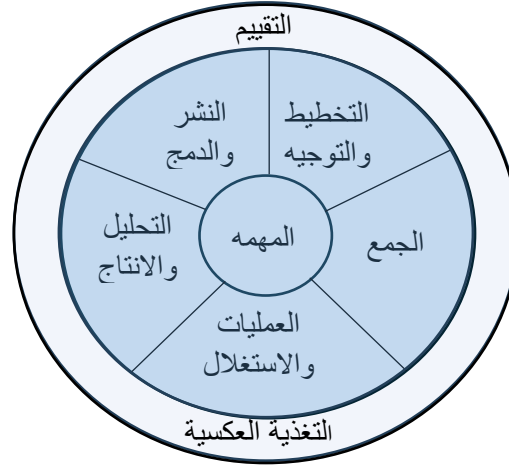 التقييم
التخطيط
والتوجيه
النشر
والدمج
الجمع
المهمه
التحليل
والانتاج
العمليات
والاستغلال
التغذية العكسية